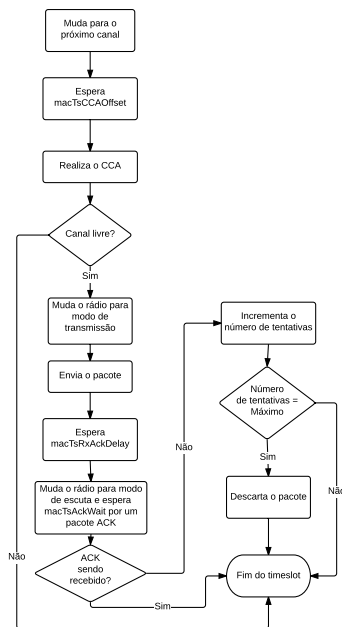 Muda para o
próximo canal
Espera
macTsCCAOffset
Realiza o CCA
Canal livre?
Sim
Muda o rádio para
modo de
transmissão
Envia o pacote
Espera
macTsRxAckDelay
Muda o rádio para modo
de escuta e espera
macTsAckWait por um
pacote ACK
ACK
sendo
recebido?
Não
Sim
Não
Incrementa o
número de tentativas
Número
de tentativas =
Máximo
Sim
Não
Descarta o pacote
Fim do timeslot